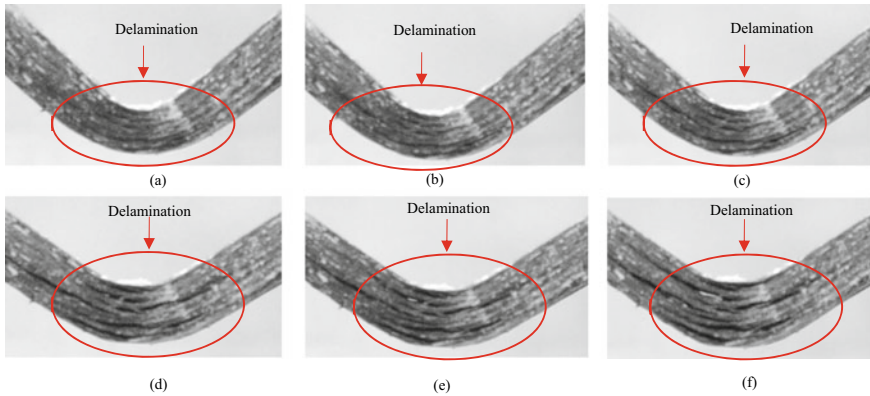 Delamination
Delamination
Delamination
(a)
(b)
(c)
Delamination
Delamination
Delamination
(d)
(e)
(f)